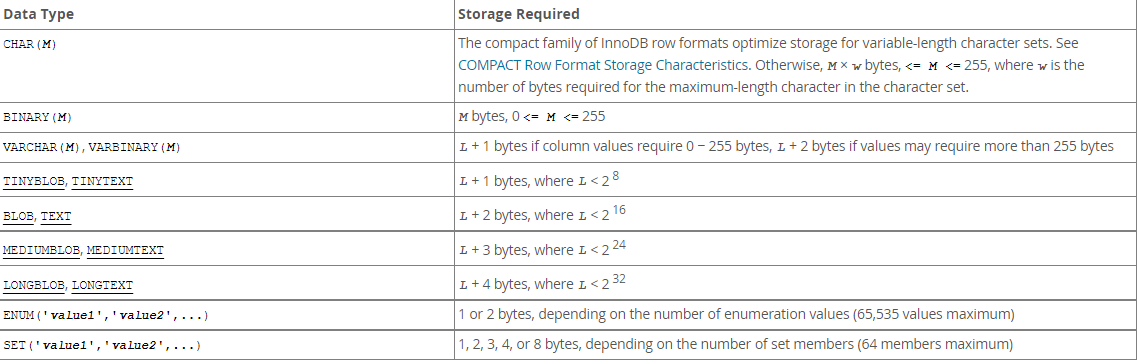 Data Type Storage Required
CHAR(M) The compact family of InnoDB row formats optimize storage for variable-length character sets. See
COMPACT Row Format Storage Characteristics. Otherwise, M × w bytes, <= M <= 255, where w is the
number of bytes required for the maximum-length character in the character set.
BINARY(M) M bytes, 0 <= M <= 255
VARCHAR(M), VARBINARY(M) L + 1 bytes if column values require 0 − 255 bytes, L + 2 bytes if values may require more than 255 bytes
TINYBLOB, TINYTEXT L + 1 bytes, where L < 2 8
BLOB, TEXT L + 2 bytes, where L < 2 16
MEDIUMBLOB, MEDIUMTEXT L + 3 bytes, where L < 2 24
LONGBLOB, LONGTEXT L + 4 bytes, where L < 2 32
ENUM('value1','value2',...) 1 or 2 bytes, depending on the number of enumeration values (65,535 values maximum)
SET('value1','value2',...) 1, 2, 3, 4, or 8 bytes, depending on the number of set members (64 members maximum)